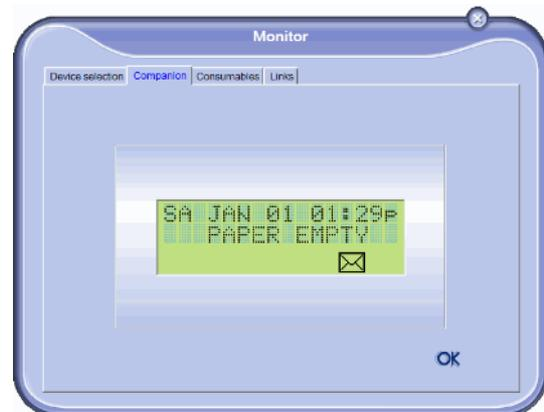 Monitor
Device selection Companion Consumables Links
SA JAN 01 01:29P
PAPER EMPTY
OK